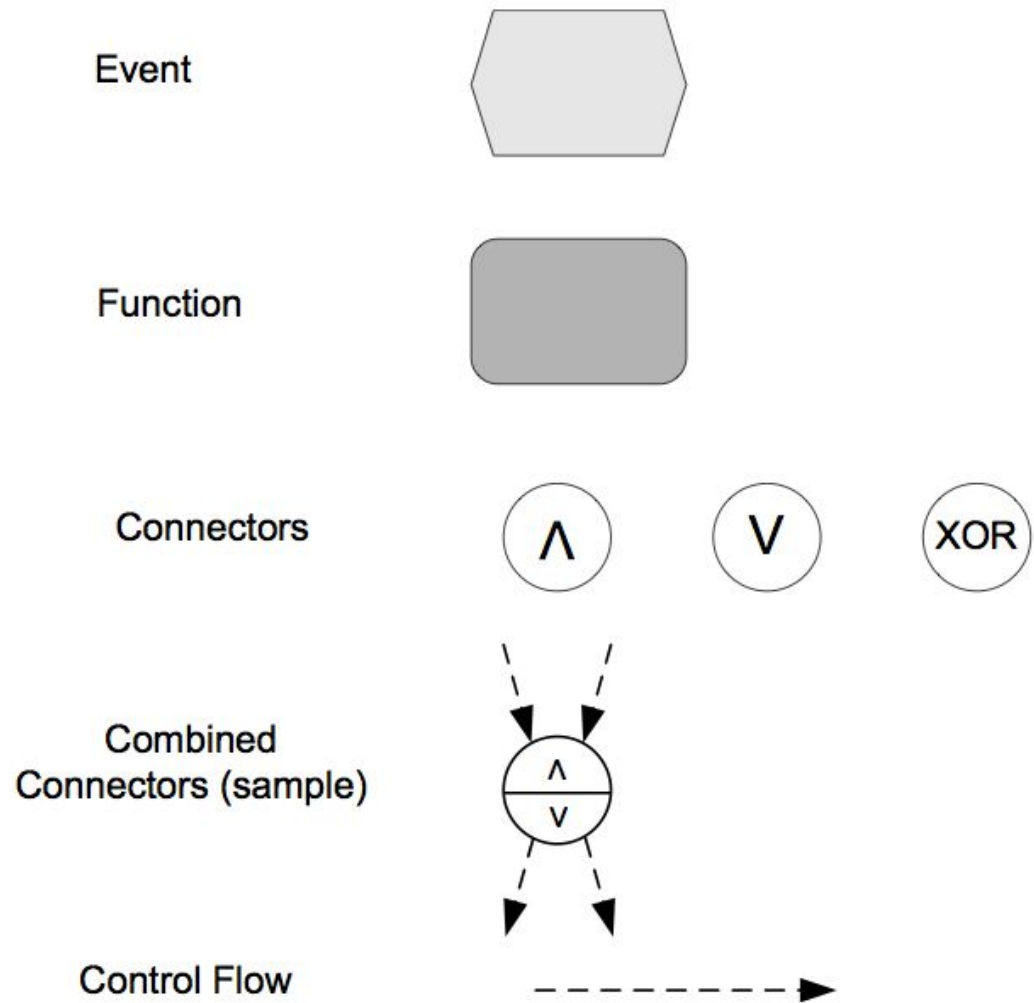 Event
Function
Connectors
Λ V XOR
Combined
Connectors (sample)
Λ
V
Control Flow